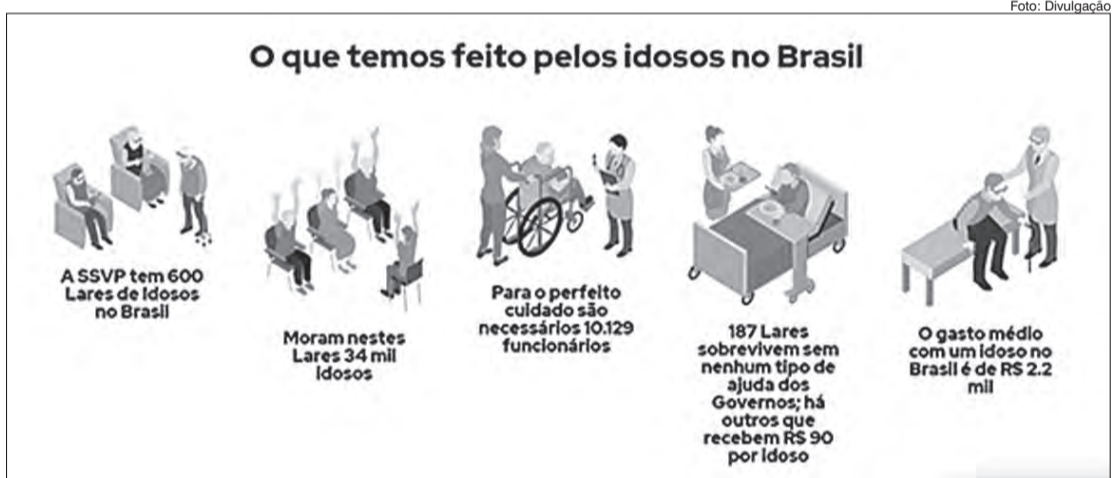 Foto: Divulgação
O que temos feito pelos idosos no Brasil
A SSVP tem 600
Lares de Idosos
no Brasil
Moram nestes
Lares 34 mil
idosos
Para o perfeito
cuidado são
necessários 10.129
funcionários
187 Lares
sobrevivem sem
nenhum tipo de
ajuda dos
Governos; há
outros que
recebem R$ 90
por idoso
O gasto médio
com um idoso no
Brasil é de R$ 2.2
mil